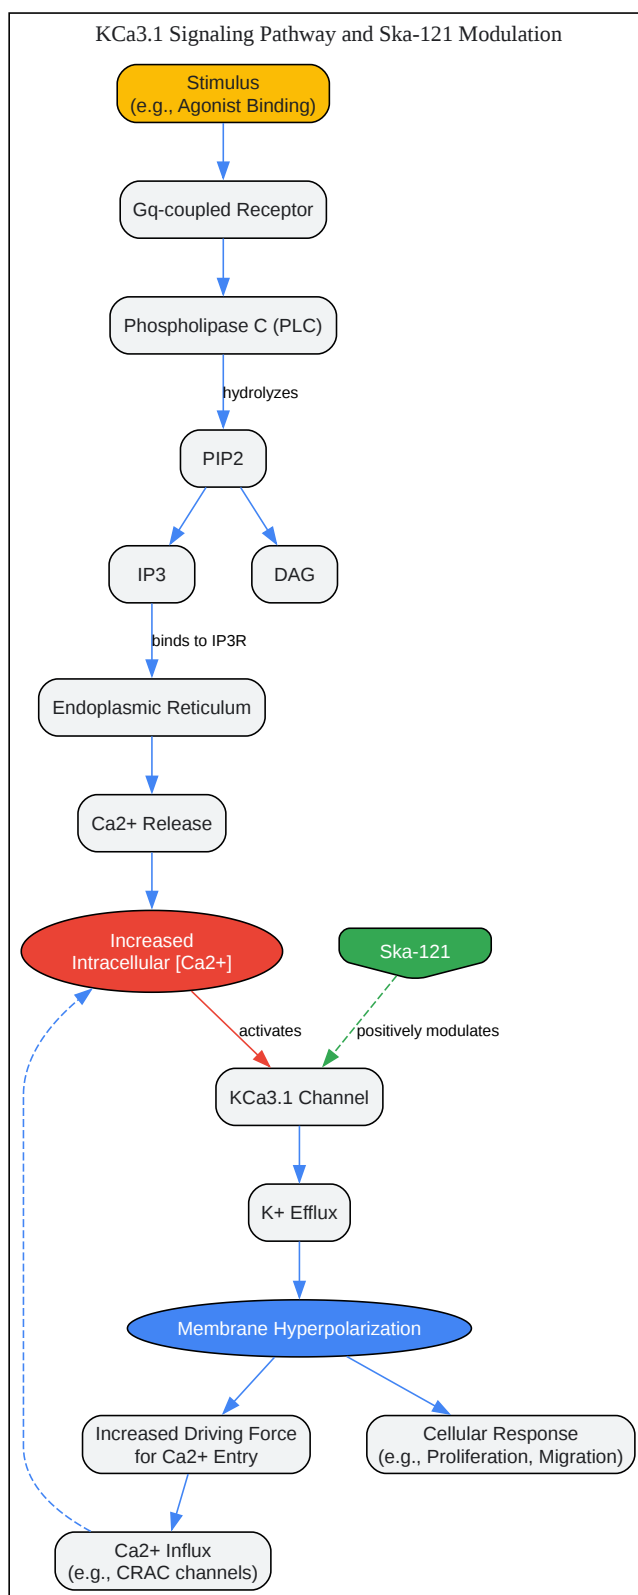 KCa3.1 Signaling Pathway and Ska-121 Modulation
Stimulus
(e.g., Agonist Binding)
Gq-coupled Receptor
Phospholipase C (PLC)
hydrolyzes
PIP2
IP3
DAG
binds to IP3R
Endoplasmic Reticulum
Ca2+ Release
Increased
Intracellular [Ca2+]
Ska-121
activates
positively modulates
KCa3.1 Channel
K+ Efflux
Membrane Hyperpolarization
Increased Driving Force
for Ca2+ Entry
Cellular Response
(e.g., Proliferation, Migration)
Ca2+ Influx
(e.g., CRAC channels)